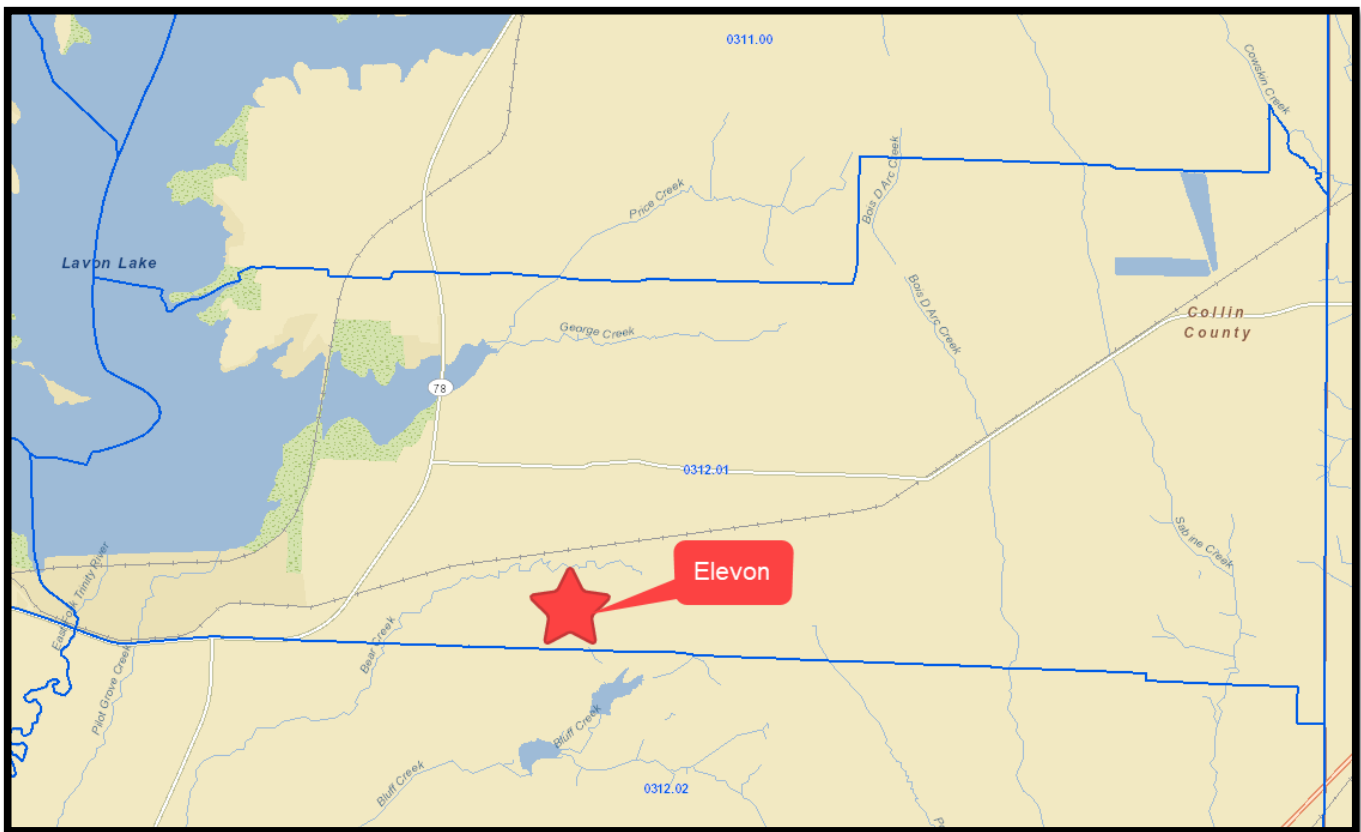 0311.00
Cowskin Creek
Bois D Arc Creek
Price Creek
Lavon Lake
Bois D Arc Creek
Collin
County
George Creek
78
0312.01
Sabine Creek
Elevon
East Fork Trinity River
Bear Creek
Pilot Grove Creek
Bluff Creek
Bluff Creek
0312.02